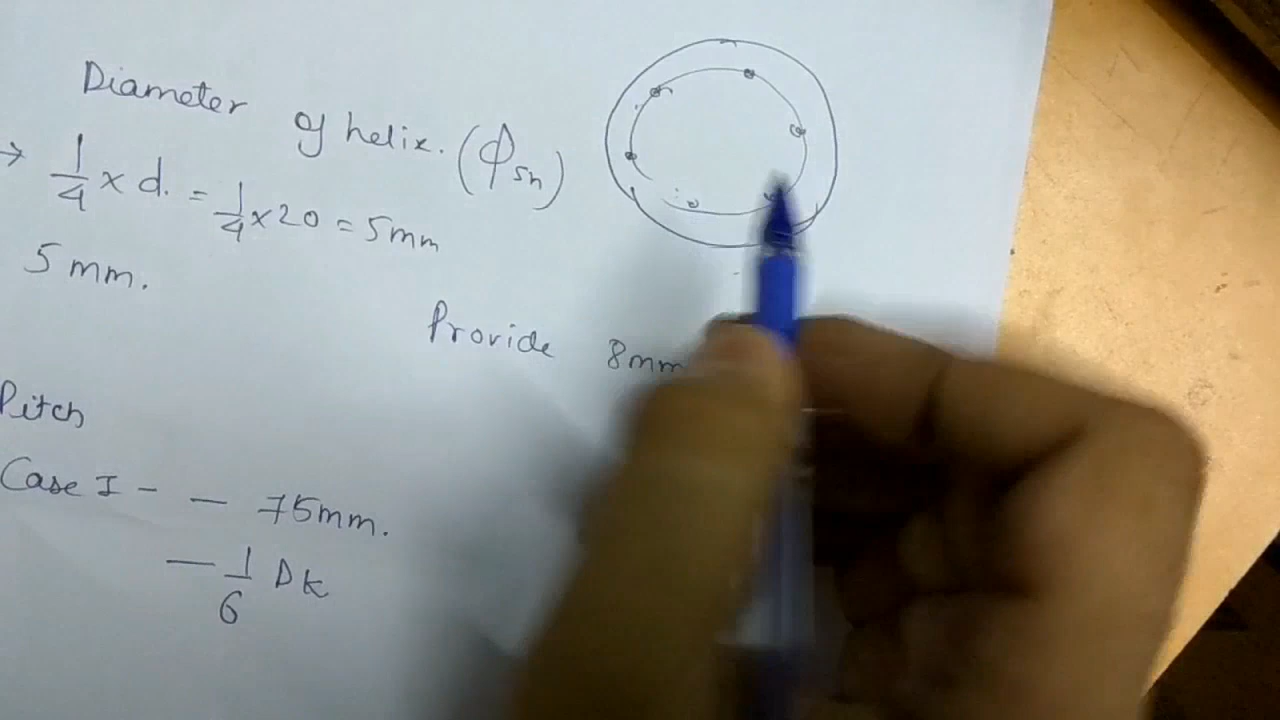 Diameter of helix. (ϕsh)
→ 1/4 x d. = 1/4 x 20 = 5mm
5 mm.
Provide 8mm
Pitch
Case I - — 75mm.
— 1/6 Dk